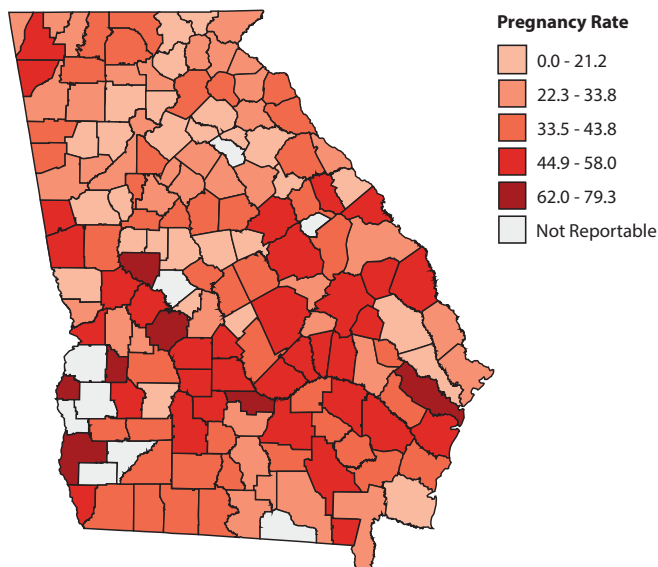 Pregnancy Rate
0.0 - 21.2
22.3 - 33.8
33.5 - 43.8
44.9 - 58.0
62.0 - 79.3
Not Reportable